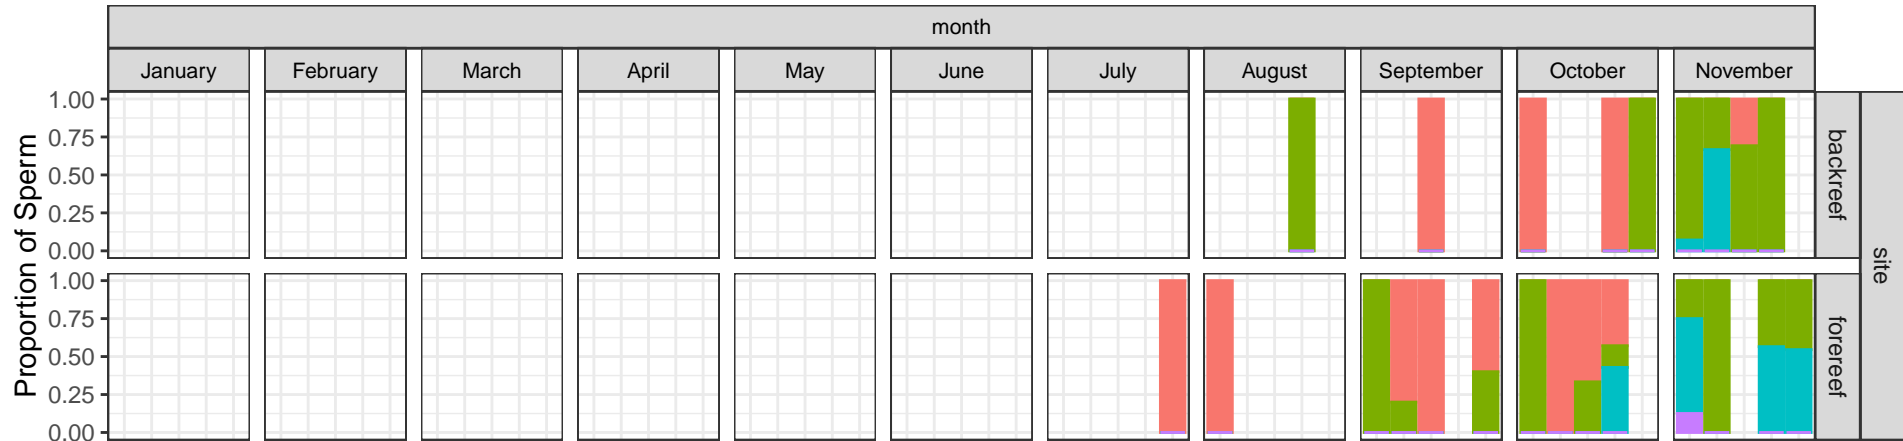 month
January February March April May June July August September October November
Proportion of Sperm
1.00
0.75
0.50
0.25
0.00
backreef
1.00
0.75
0.50
0.25
0.00
forereef
site